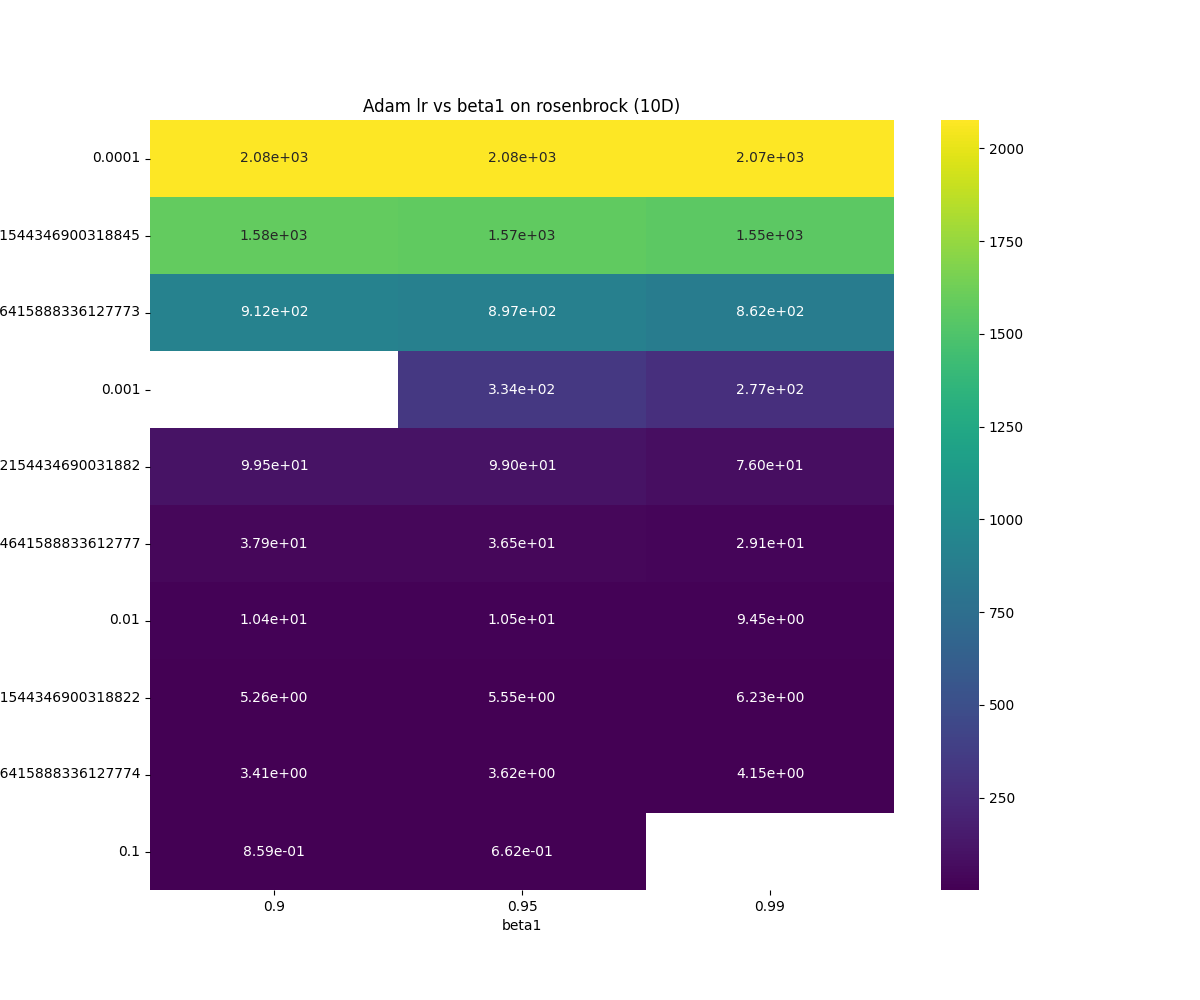 Adam lr vs beta1 on rosenbrock (10D)
0.0001 2.08e+03 2.08e+03 2.07e+03
1544346900318845 1.58e+03 1.57e+03 1.55e+03
6415888336127773 9.12e+02 8.97e+02 8.62e+02
0.001 3.34e+02 2.77e+02
2154434690031882 9.95e+01 9.90e+01 7.60e+01
4641588833612777 3.79e+01 3.65e+01 2.91e+01
0.01 1.04e+01 1.05e+01 9.45e+00
1544346900318822 5.26e+00 5.55e+00 6.23e+00
6415888336127774 3.41e+00 3.62e+00 4.15e+00
0.1 8.59e-01 6.62e-01
0.9 0.95 0.99
beta1
2000
1750
1500
1250
1000
750
500
250